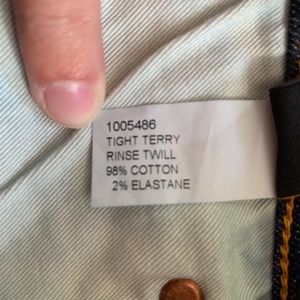 1005486
TIGHT TERRY
RINSE TWILL
98% COTTON
2% ELASTANE